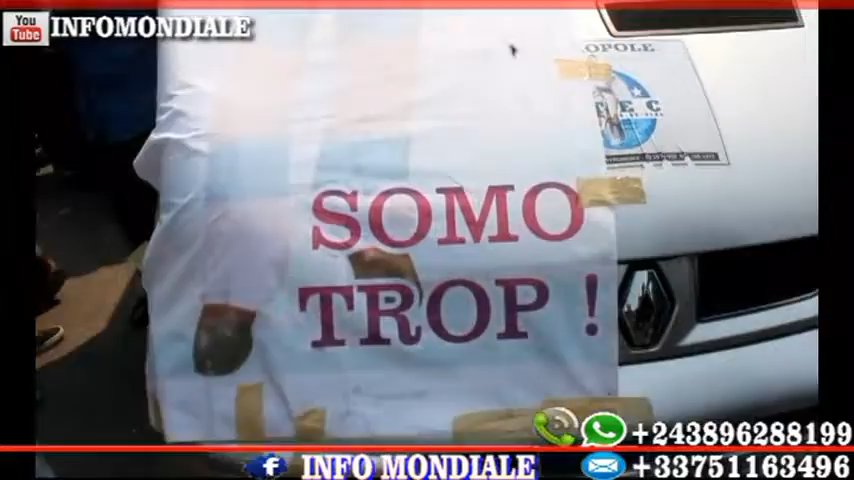 You
Tube
INFOMONDIALE
OPOLE
E C
SOMO
TROP !
+243896288199
INFO MONDIALE
+33751163496